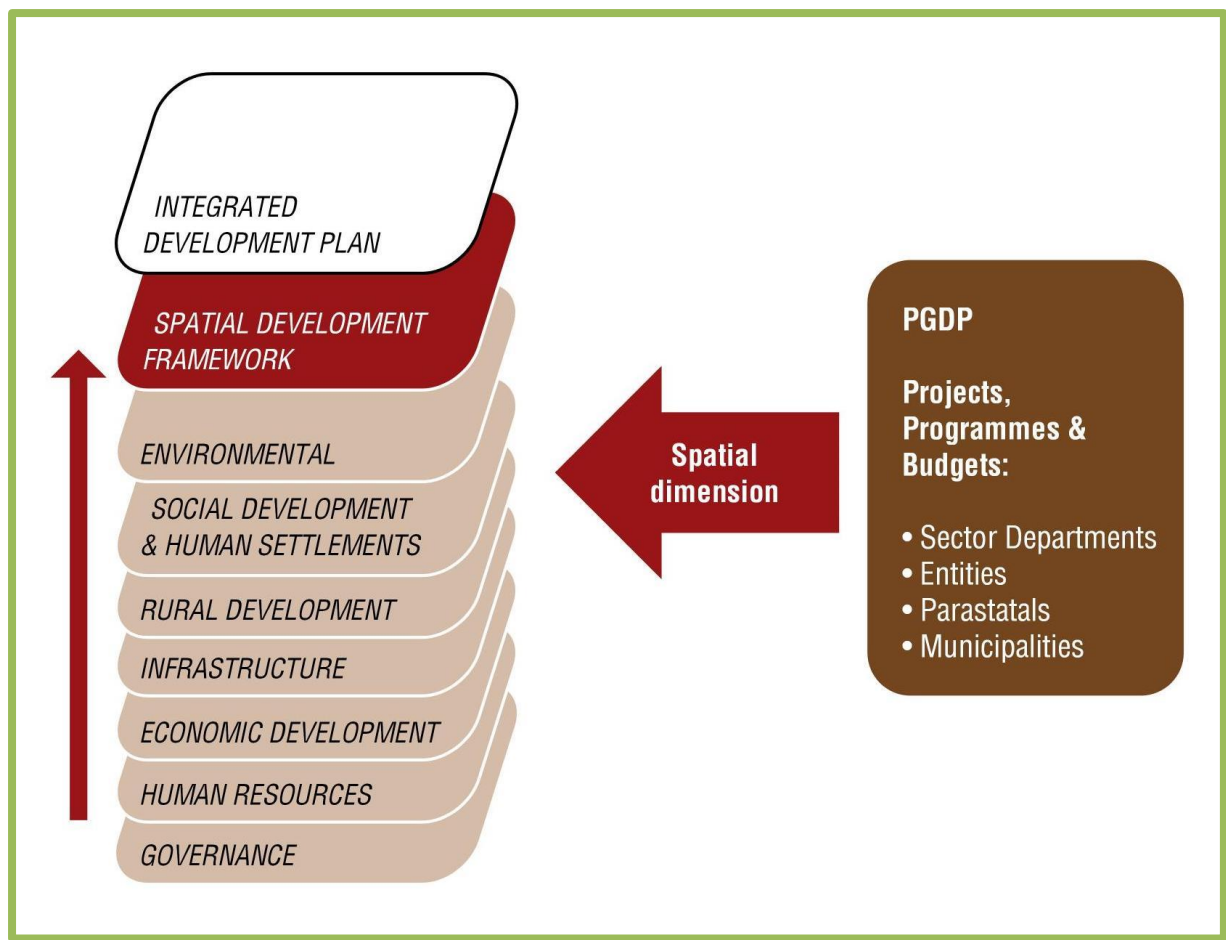 INTEGRATED
DEVELOPMENT PLAN
SPATIAL DEVELOPMENT
FRAMEWORK
ENVIRONMENTAL
SOCIAL DEVELOPMENT
& HUMAN SETTLEMENTS
RURAL DEVELOPMENT
INFRASTRUCTURE
ECONOMIC DEVELOPMENT
HUMAN RESOURCES
GOVERNANCE
Spatial
dimension
PGDP
Projects,
Programmes &
Budgets:
• Sector Departments
• Entities
• Parastatals
• Municipalities